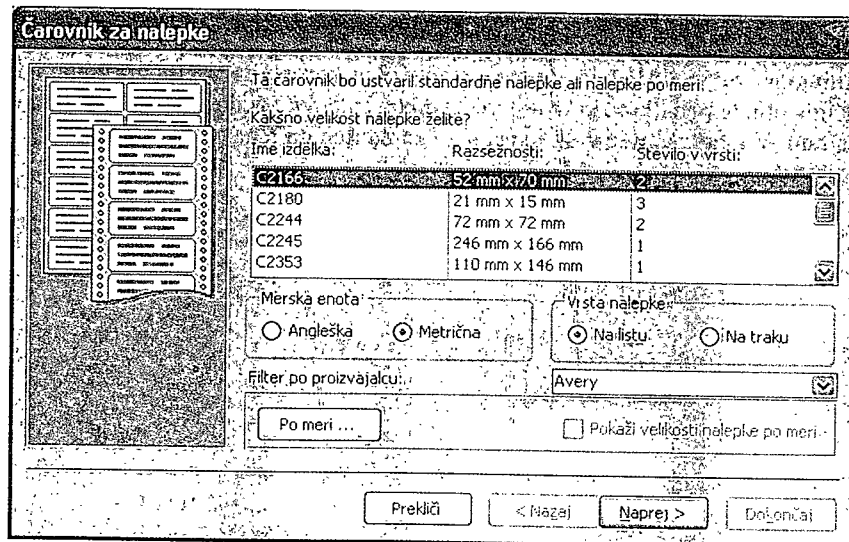 Čarovnik za nalepke
Ta čarovnik bo ustvaril standardne nalepke ali nalepke po meri.
Kakšno velikost nalepke želite?
Ime izdelka: Razsežnosti: Število v vrsti:
C2166 52 mm x 70 mm 2
C2180 21 mm x 15 mm 3
C2244 72 mm x 72 mm 2
C2245 246 mm x 166 mm 1
C2353 110 mm x 146 mm 1
Merska enota Vrsta nalepke
Angleška Metrična Na listu Na traku
Filter po proizvajalcu: Avery
Po meri ... Pokaži velikosti nalepke po meri
Prekliči < Nazaj Naprej > Dokončaj